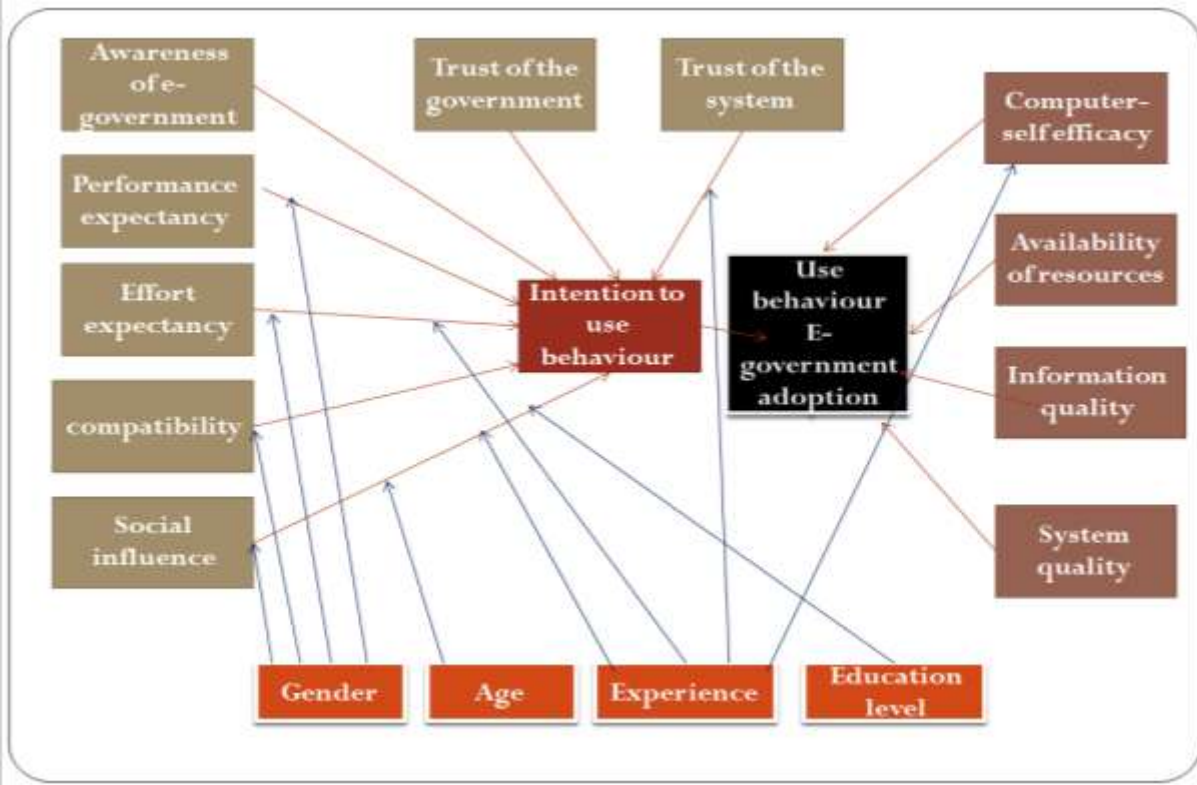 Awareness
of e-
government
Trust of the
government
Trust of the
system
Computer-
self efficacy
Performance
expectancy
Effort
expectancy
compatibility
Social
influence
Intention to
use
behaviour
Use
behaviour
E-
government
adoption
Availability
of resources
Information
quality
System
quality
Gender
Age
Experience
Education
level